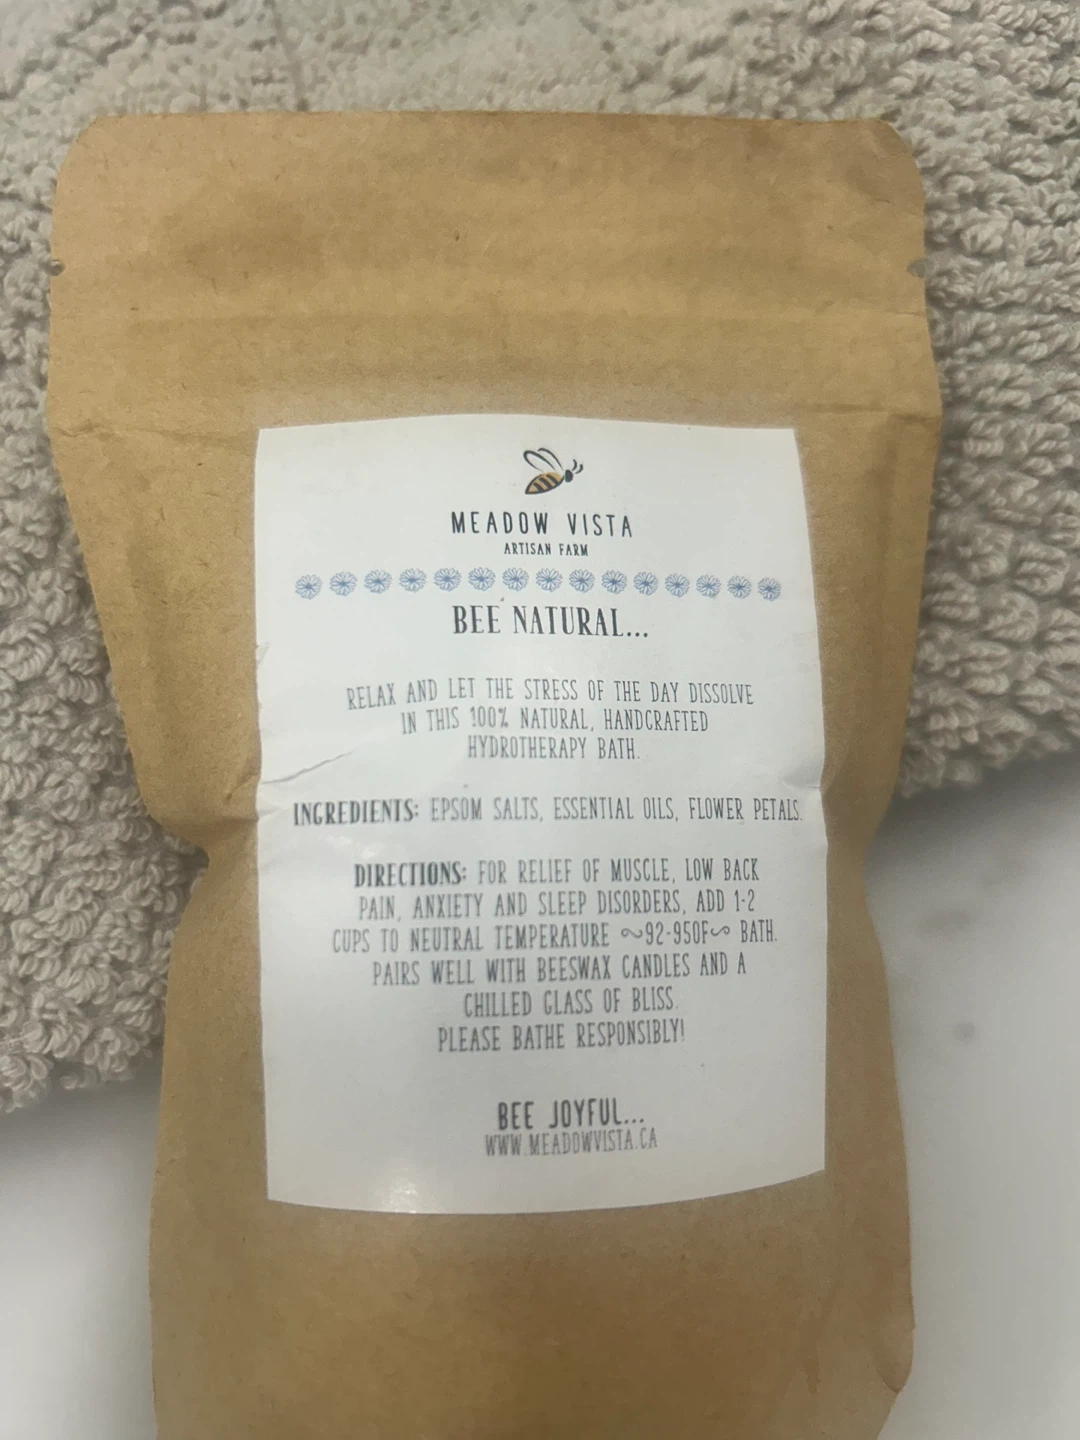 MEADOW VISTA
ARTISAN FARM
BEE NATURAL...
RELAX AND LET THE STRESS OF THE DAY DISSOLVE
IN THIS 100% NATURAL, HANDCRAFTED
HYDROTHERAPY BATH.
INGREDIENTS: EPSOM SALTS, ESSENTIAL OILS, FLOWER PETALS.
DIRECTIONS: FOR RELIEF OF MUSCLE, LOW BACK
PAIN, ANXIETY AND SLEEP DISORDERS, ADD 1-2
CUPS TO NEUTRAL TEMPERATURE ~92-950F~ BATH.
PAIRS WELL WITH BEESWAX CANDLES AND A
CHILLED GLASS OF BLISS.
PLEASE BATHE RESPONSIBLY!
BEE JOYFUL...
WWW.MEADOWVISTA.CA